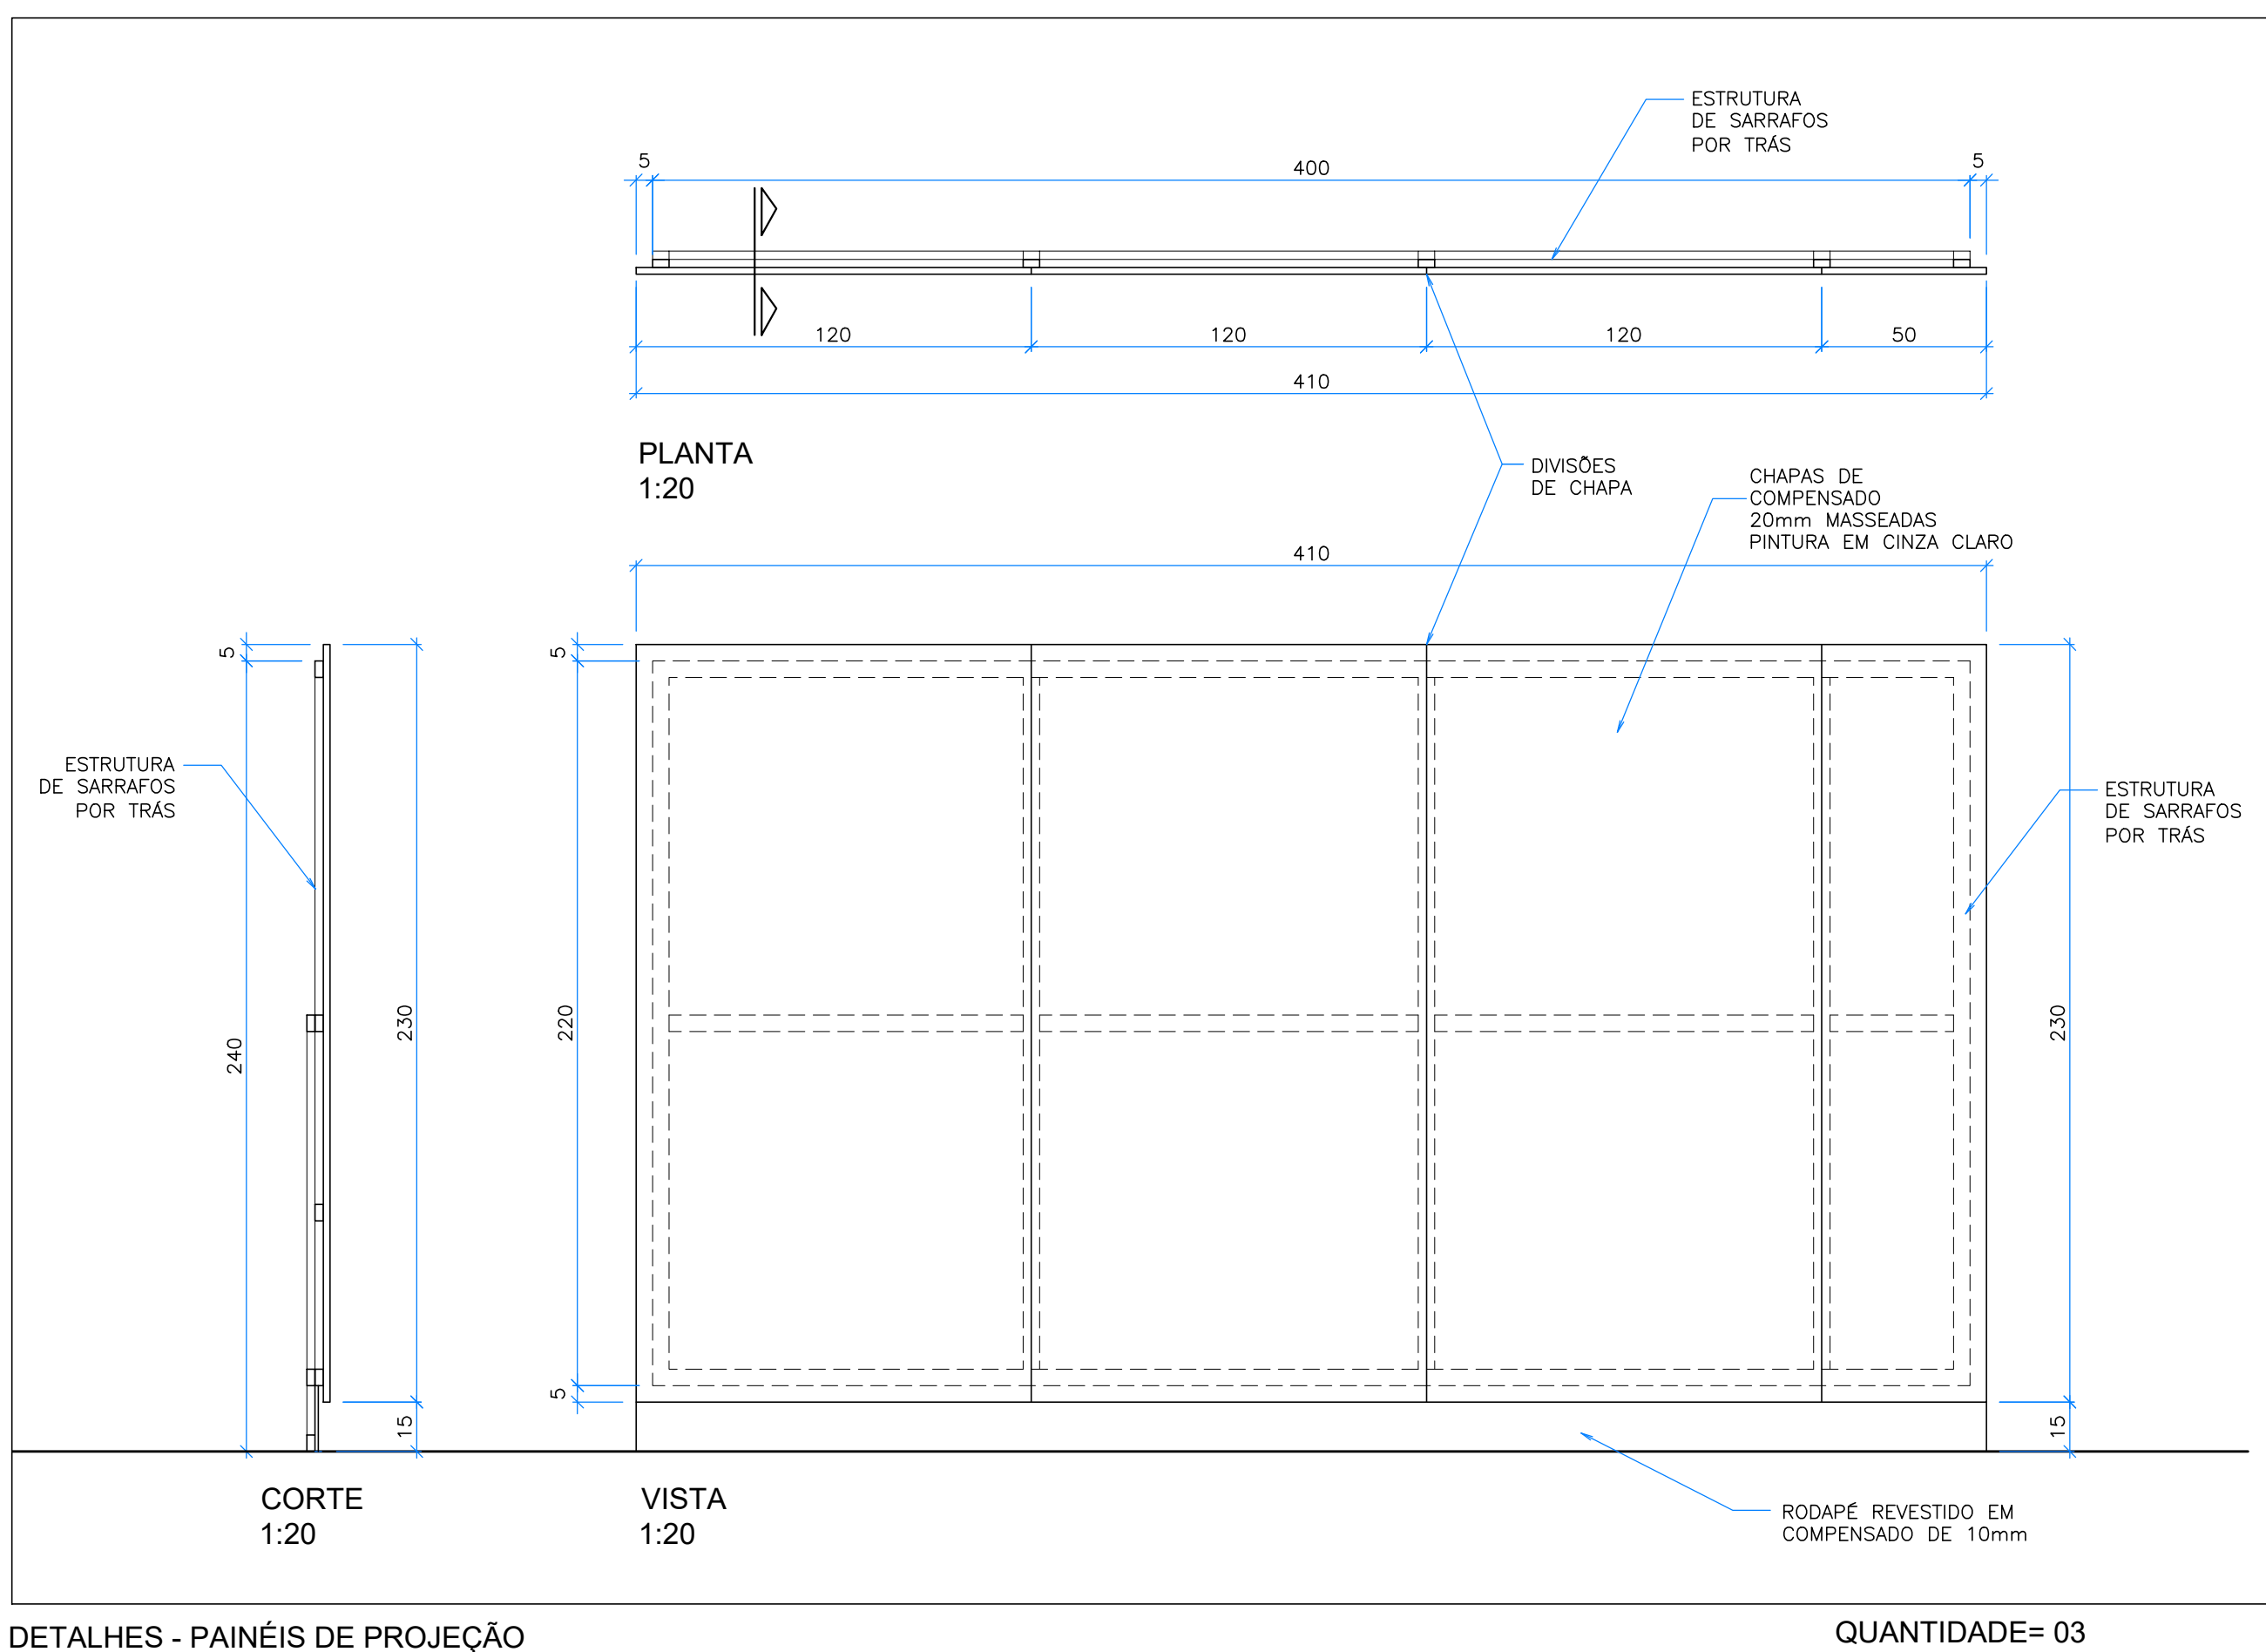 ESTRUTURA
DE SARRAFOS
POR TRÁS
5
400
5
120
120
120
50
410
PLANTA
1:20
DIVISÕES
DE CHAPA
CHAPAS DE
COMPENSADO
20mm MASSEADAS
PINTURA EM CINZA CLARO
410
5
240
230
15
ESTRUTURA
DE SARRAFOS
POR TRÁS
5
220
5
ESTRUTURA
DE SARRAFOS
POR TRÁS
230
15
CORTE
1:20
VISTA
1:20
RODAPÉ REVESTIDO EM
COMPENSADO DE 10mm
DETALHES - PAINÉIS DE PROJEÇÃO
QUANTIDADE= 03